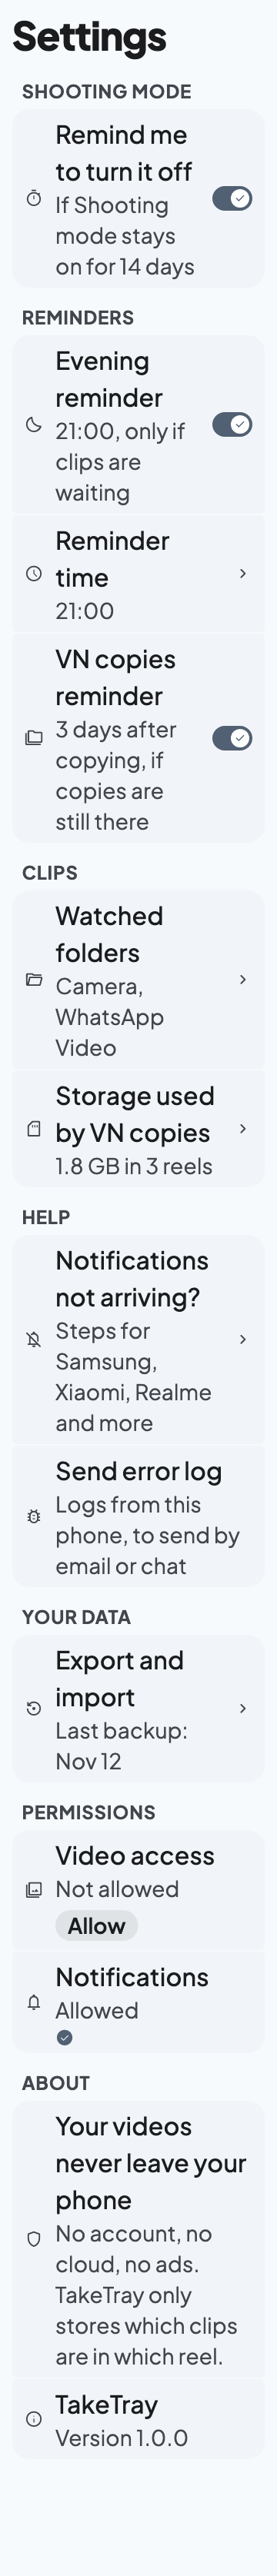 Settings
SHOOTING MODE
Remind me
to turn it off
If Shooting
mode stays
on for 14 days
REMINDERS
Evening
reminder
21:00, only if
clips are
waiting
Reminder
time
21:00
VN copies
reminder
3 days after
copying, if
copies are
still there
CLIPS
Watched
folders
Camera,
WhatsApp
Video
Storage used
by VN copies
1.8 GB in 3 reels
HELP
Notifications
not arriving?
Steps for
Samsung,
Xiaomi, Realme
and more
Send error log
Logs from this
phone, to send by
email or chat
YOUR DATA
Export and
import
Last backup:
Nov 12
PERMISSIONS
Video access
Not allowed
Allow
Notifications
Allowed
ABOUT
Your videos
never leave your
phone
No account, no
cloud, no ads.
TakeTray only
stores which clips
are in which reel.
TakeTray
Version 1.0.0